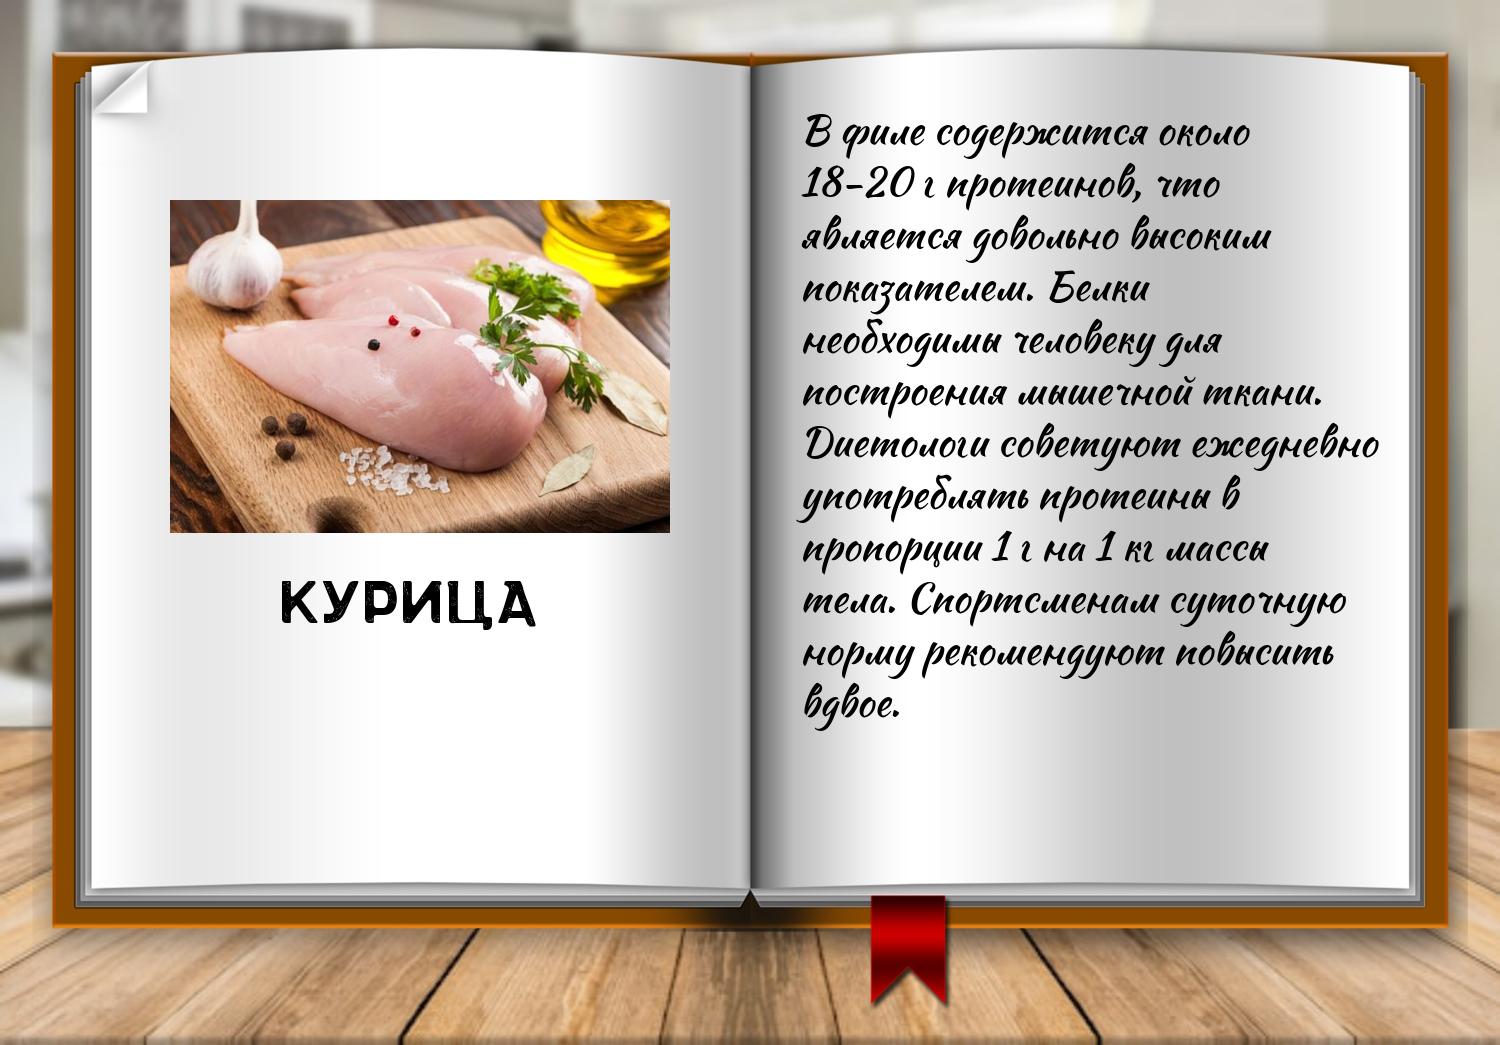 КУРИЦА
В филе содержится около
18-20 г протеинов, что
является довольно высоким
показателем. Белки
необходимы человеку для
построения мышечной ткани.
Диетологи советуют ежедневно
употреблять протеины в
пропорции 1 г на 1 кг массы
тела. Спортсменам суточную
норму рекомендуют повысить
вдвое.